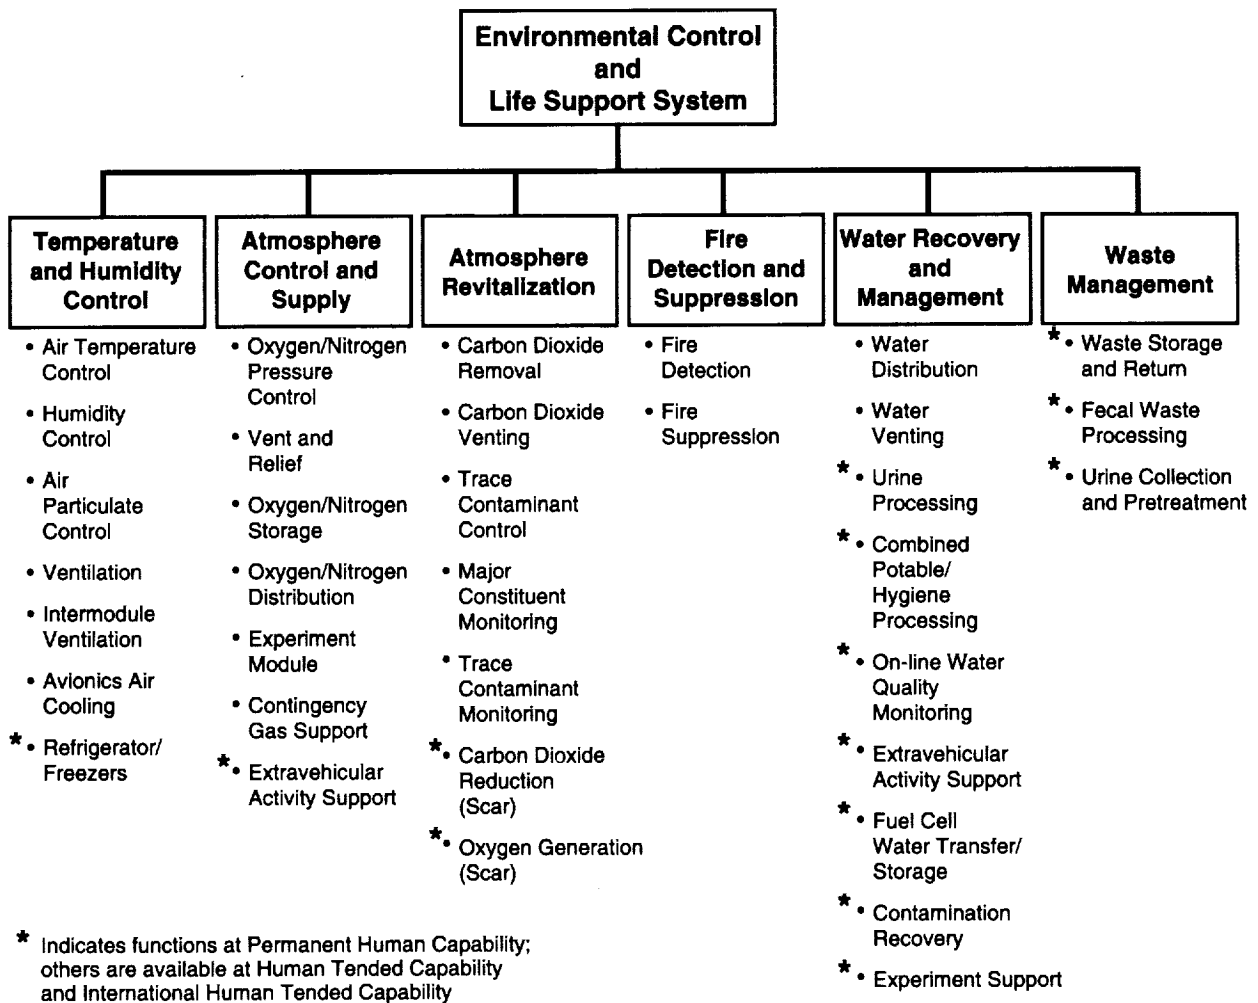 Environmental Control
and
Life Support System
Temperature
and Humidity
Control
• Air Temperature
Control
• Humidity
Control
• Air
Particulate
Control
• Ventilation
• Intermodule
Ventilation
• Avionics Air
Cooling
* • Refrigerator/
Freezers
Atmosphere
Control and
Supply
• Oxygen/Nitrogen
Pressure
Control
• Vent and
Relief
• Oxygen/Nitrogen
Storage
• Oxygen/Nitrogen
Distribution
• Experiment
Module
• Contingency
Gas Support
* • Extravehicular
Activity Support
Atmosphere
Revitalization
• Carbon Dioxide
Removal
• Carbon Dioxide
Venting
• Trace
Contaminant
Control
• Major
Constituent
Monitoring
• Trace
Contaminant
Monitoring
* • Carbon Dioxide
Reduction
(Scar)
* • Oxygen Generation
(Scar)
Fire
Detection and
Suppression
• Fire
Detection
• Fire
Suppression
Water Recovery
and
Management
• Water
Distribution
• Water
Venting
* • Urine
Processing
* • Combined
Potable/
Hygiene
Processing
* • On-line Water
Quality
Monitoring
* • Extravehicular
Activity Support
* • Fuel Cell
Water Transfer/
Storage
* • Contamination
Recovery
* • Experiment Support
Waste
Management
* • Waste Storage
and Return
* • Fecal Waste
Processing
* • Urine Collection
and Pretreatment
* Indicates functions at Permanent Human Capability;
others are available at Human Tended Capability
and International Human Tended Capability